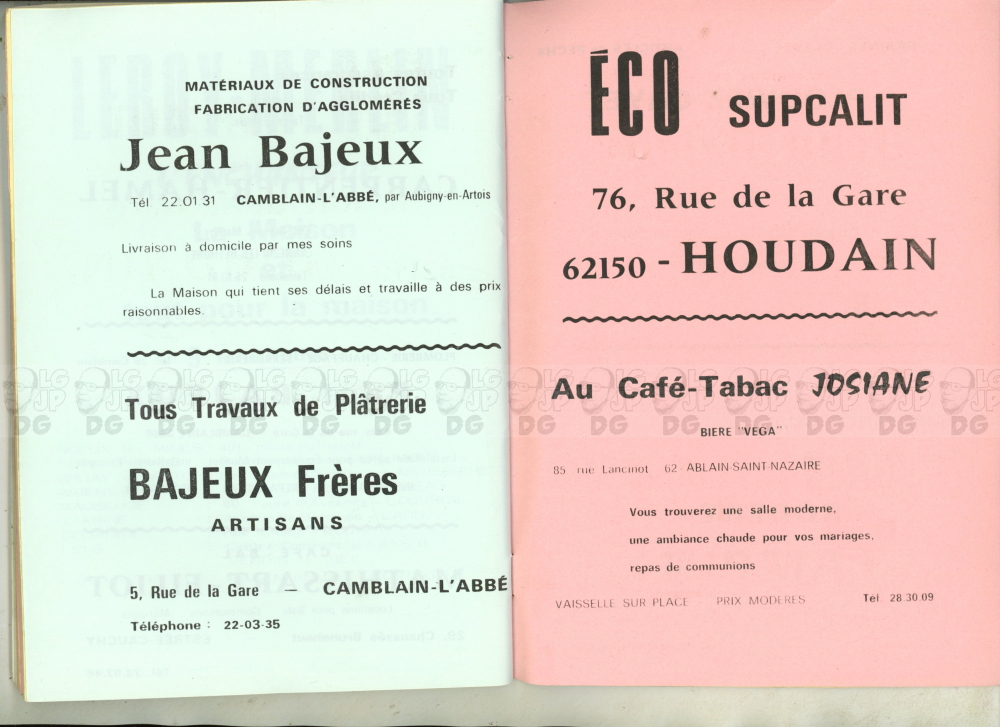 MATÉRIAUX DE CONSTRUCTION
FABRICATION D'AGGLOMÉRÉS
Jean Bajeux
Tél 22.01 31 CAMBLAIN-L'ABBÉ, par Aubigny-en-Artois
Livraison à domicile par mes soins
La Maison qui tient ses délais et travaille à des prix
raisonnables.
Tous Travaux de Plâtrerie
BAJEUX Frères
ARTISANS
5, Rue de la Gare — CAMBLAIN-L'ABBÉ
Téléphone : 22-03-35
ÉCO SUPCALIT
76, Rue de la Gare
62150 - HOUDAIN
Au Café-Tabac JOSIANE
BIERE "VEGA"
85 rue Lancinot 62 ABLAIN-SAINT-NAZAIRE
Vous trouverez une salle moderne,
une ambiance chaude pour vos mariages,
repas de communions
VAISSELLE SUR PLACE PRIX MODERES Tél 28.30.09